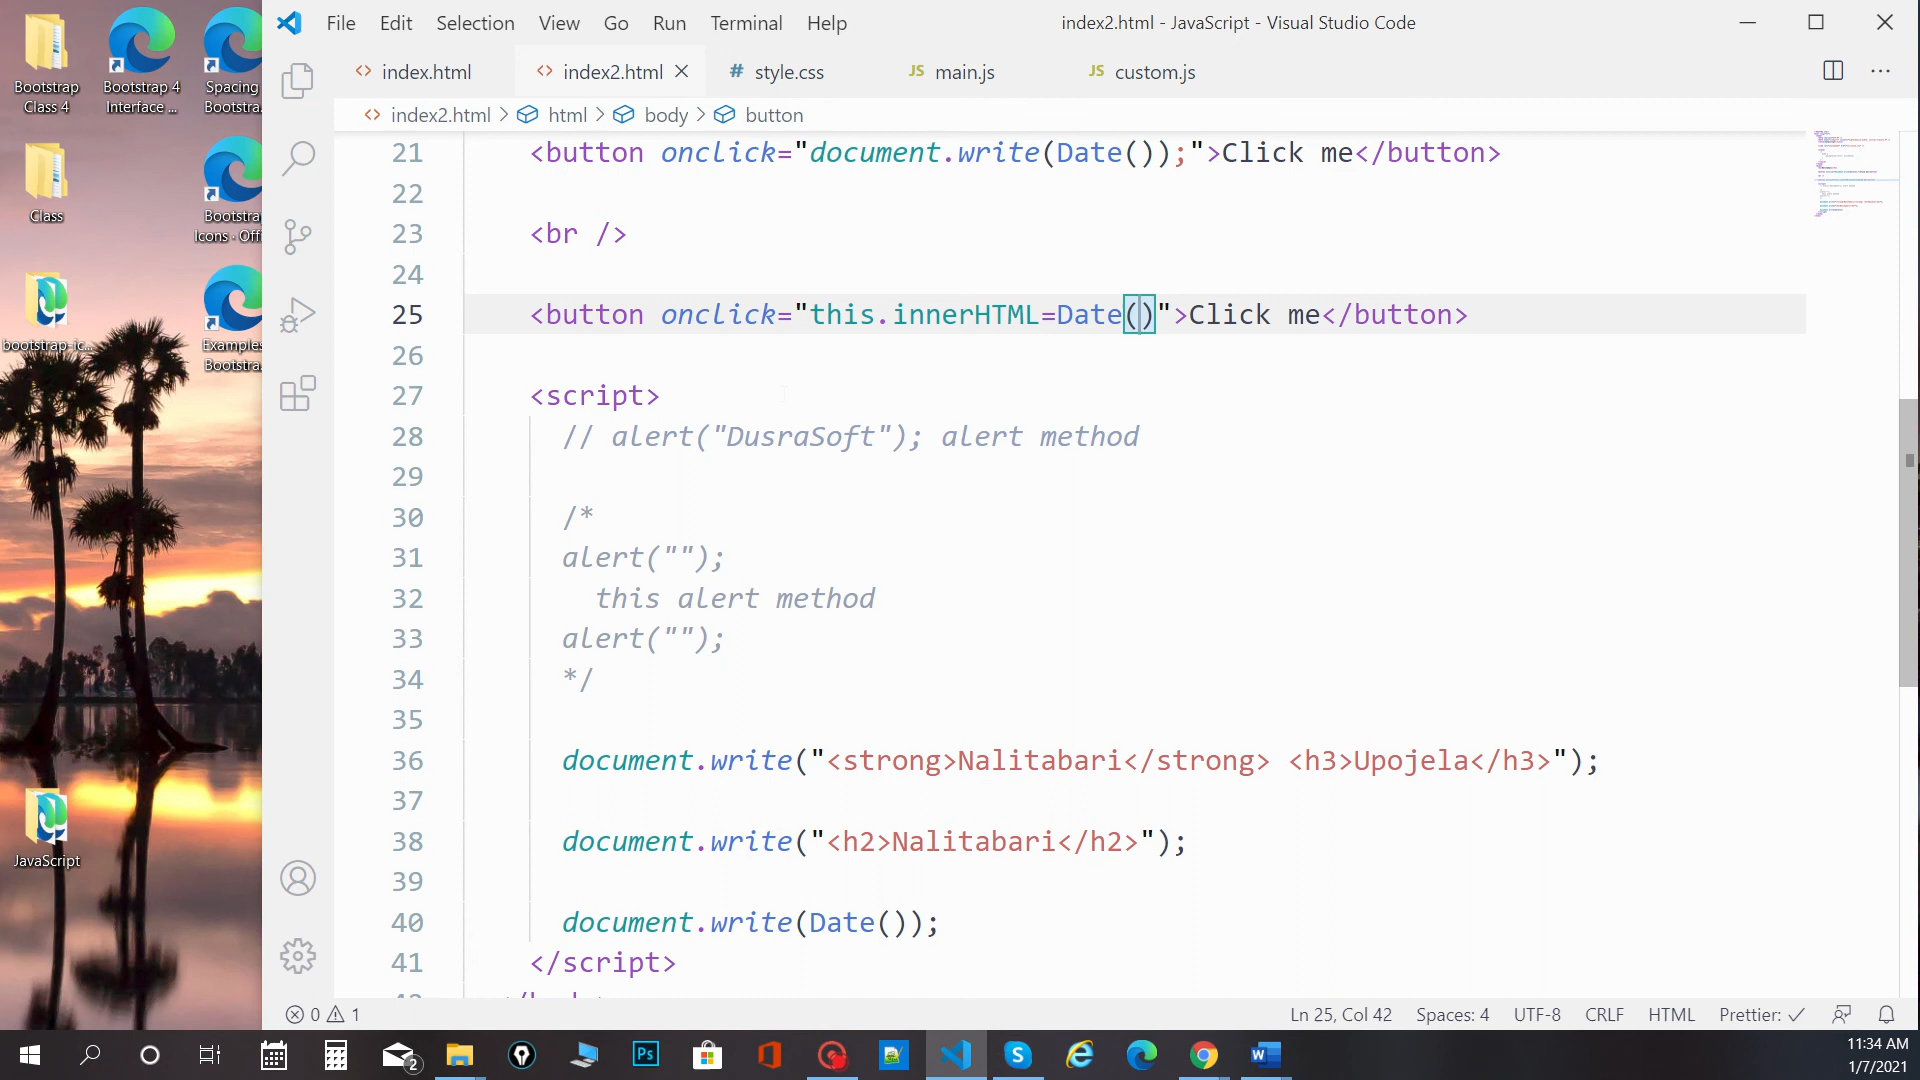 Bootstrap
Class 4
Bootstrap 4
Interface ...
Spacing
Bootstra.
Class
Bootstra
Icons · Offi
bootstrap-ic...
Examples
Bootstra..
JavaScript
File Edit Selection View Go Run Terminal Help
index2.html - JavaScript - Visual Studio Code
index.html
index2.html
# style.css
JS main.js
JS custom.js
index2.html > html > body > button
21 <button onclick="document.write(Date());">Click me</button>
22
23 <br />
24
25 <button onclick="this.innerHTML=Date()">Click me</button>
26
27 <script>
28 // alert("DusraSoft"); alert method
29
30 /*
31 alert("");
32 this alert method
33 alert("");
34 */
35
36 document.write("<strong>Nalitabari</strong> <h3>Upojela</h3>");
37
38 document.write("<h2>Nalitabari</h2>");
39
40 document.write(Date());
41 </script>
0 1
Ln 25, Col 42 Spaces: 4 UTF-8 CRLF HTML Prettier: ✓
2
Ps
11:34 AM
1/7/2021